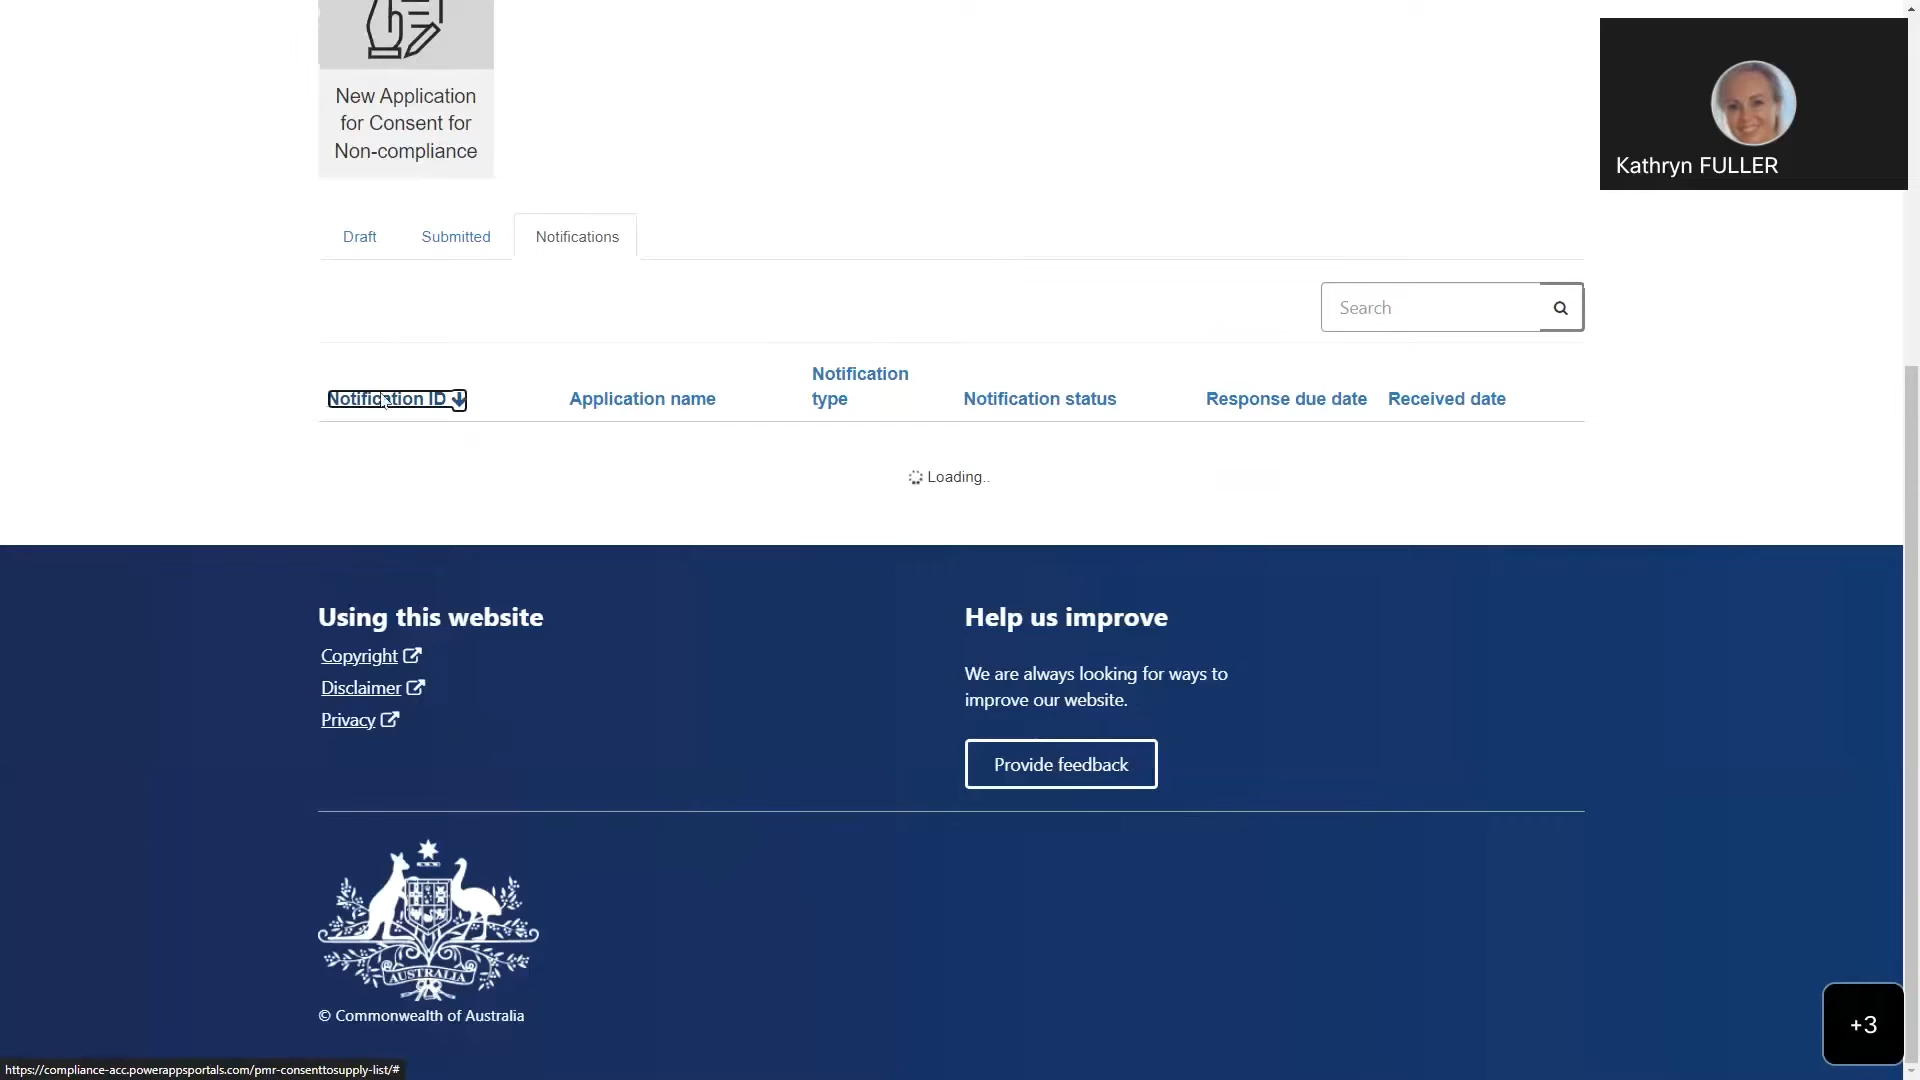 New Application
for Consent for
Non-compliance
Kathryn FULLER
Draft
Submitted
Notifications
Search
Notification ID
Application name
Notification
type
Notification status
Response due date
Received date
Loading..
Using this website
Copyright
Disclaimer
Privacy
Help us improve
We are always looking for ways to
improve our website.
Provide feedback
AUSTRALIA
© Commonwealth of Australia
+3
https://compliance-acc.powerappsportals.com/pmr-consenttosupply-list/#